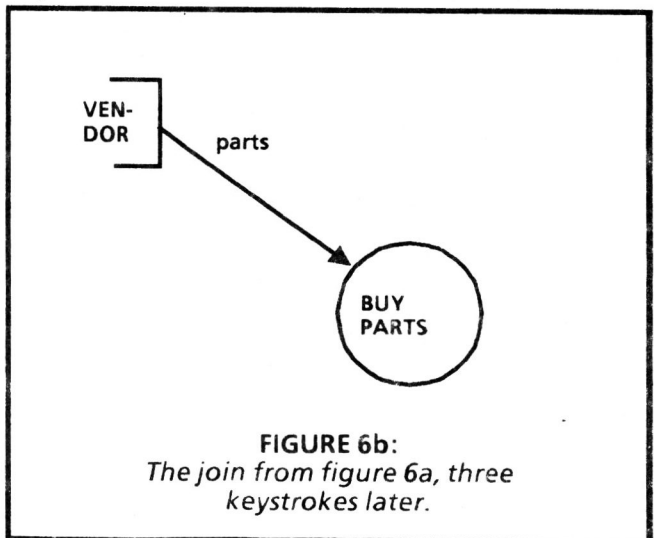 VEN-
DOR
parts
BUY
PARTS
FIGURE 6b:
The join from figure 6a, three
keystrokes later.